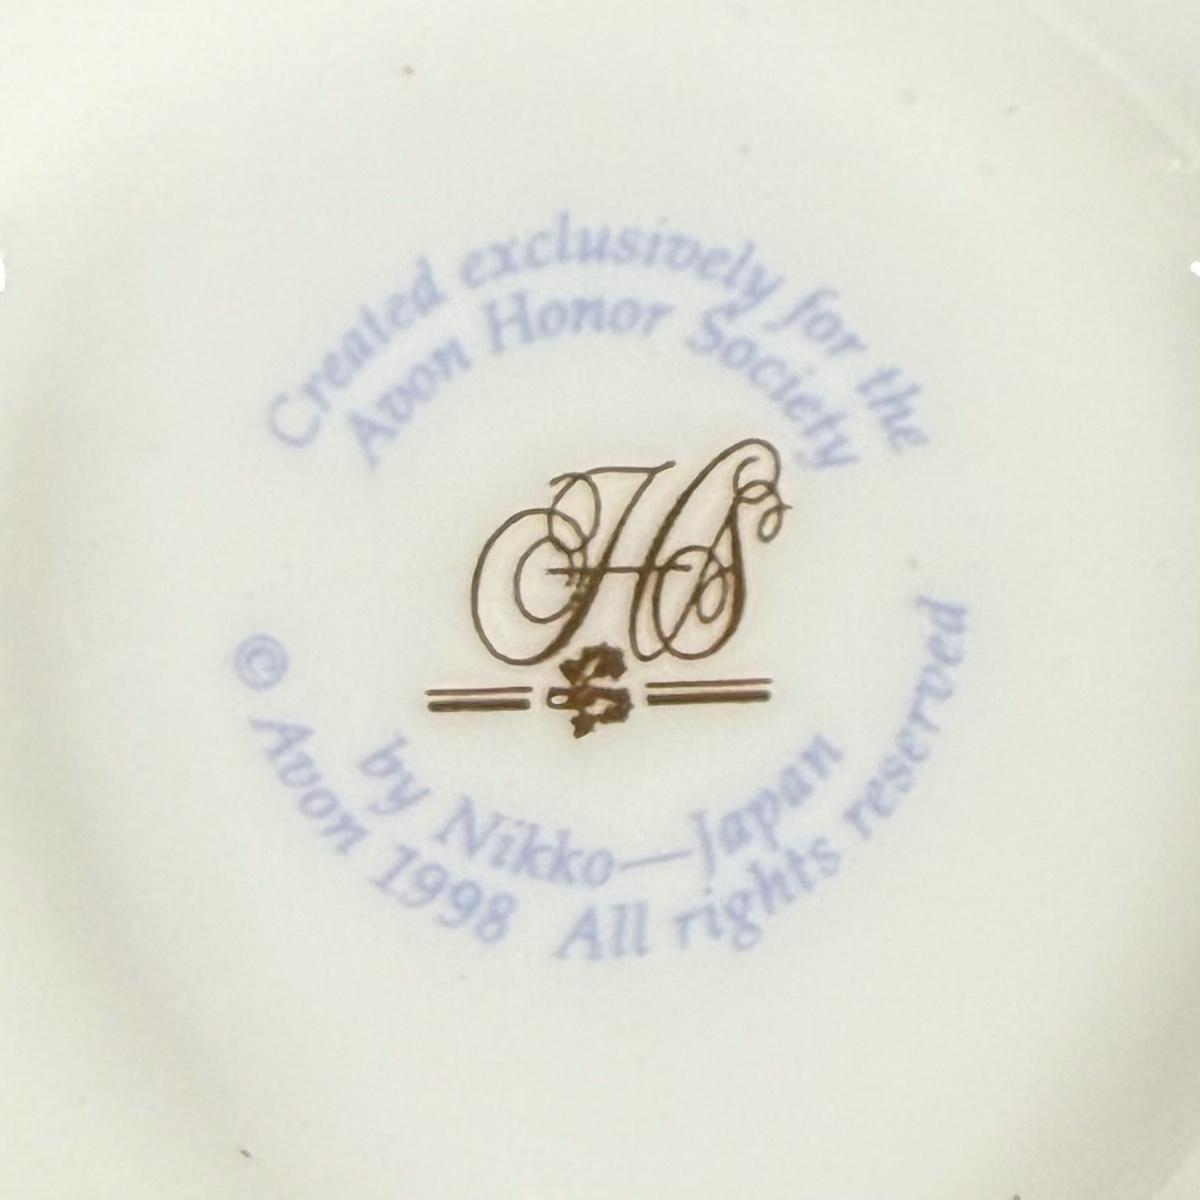 Created exclusively for the
Avon Honor Society
HS
by Nikko—Japan
© Avon 1998 All rights reserved